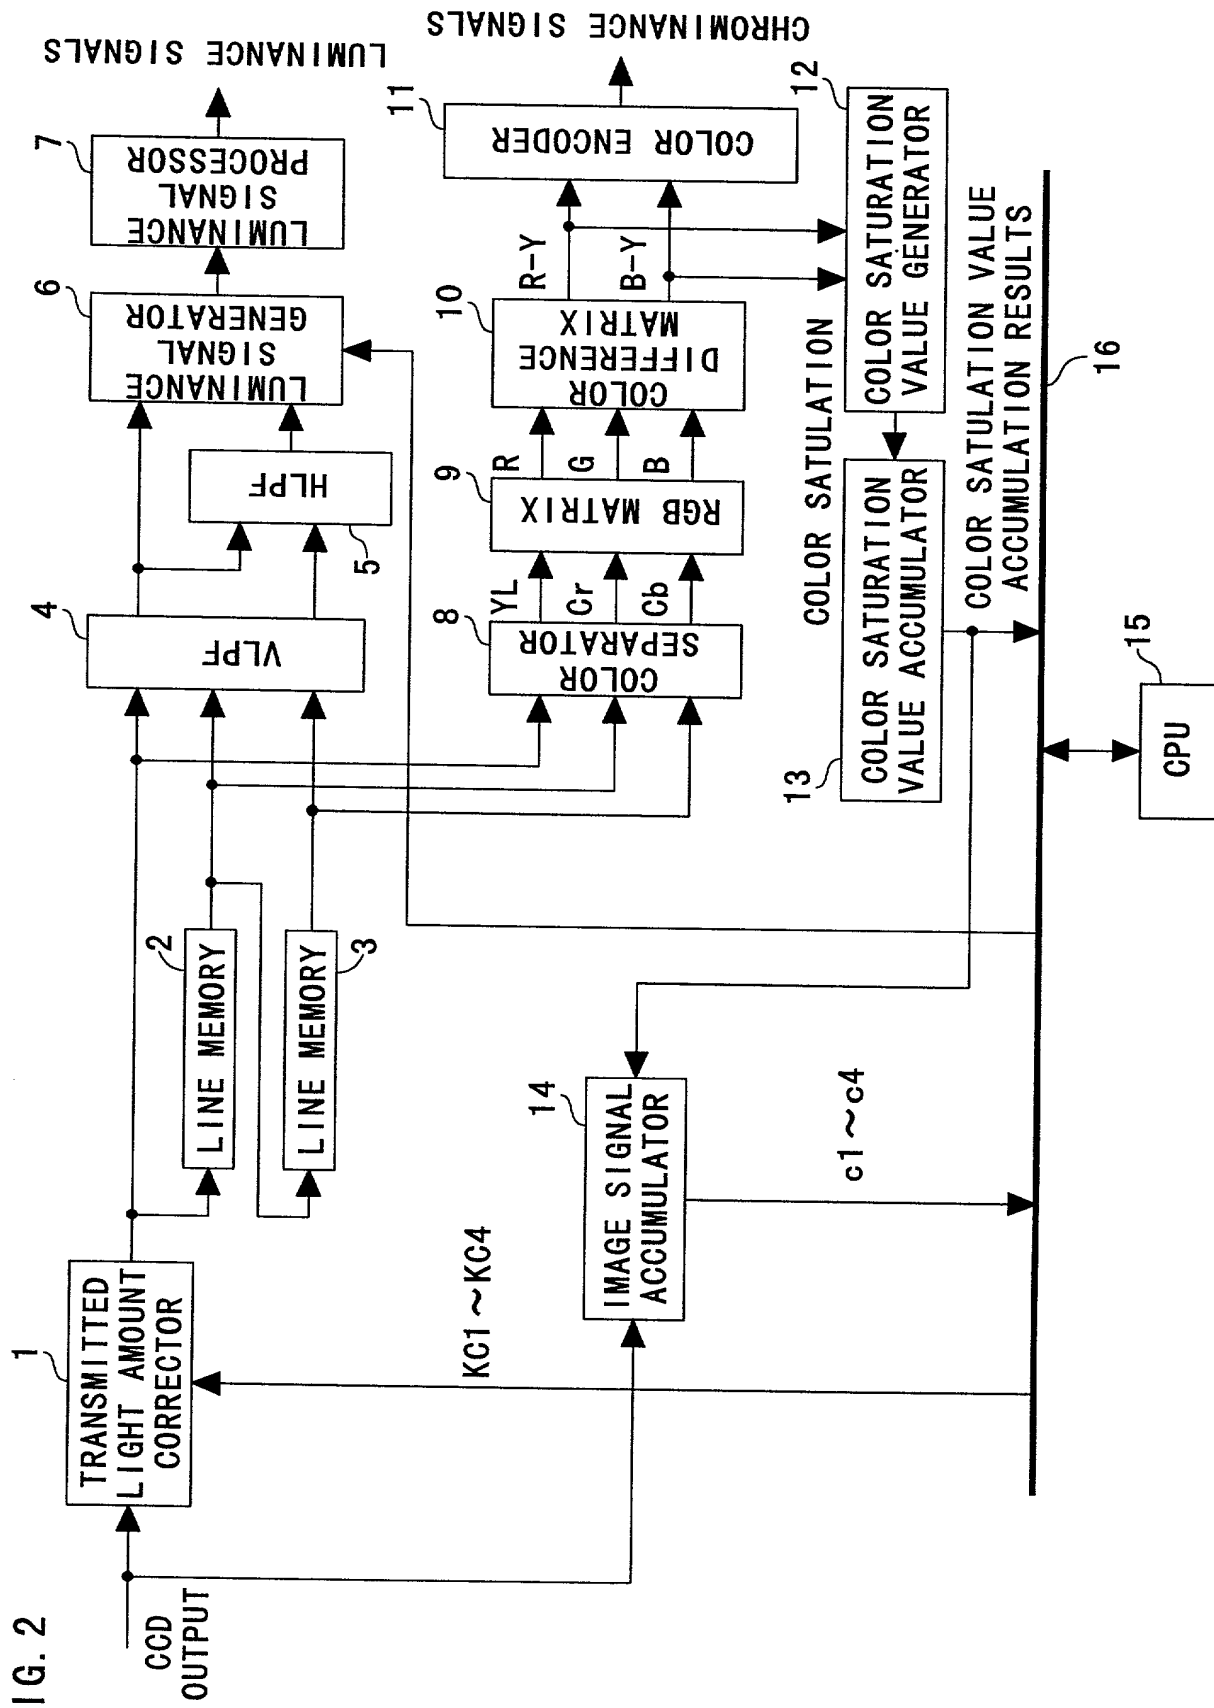 IG. 2
CCD
OUTPUT
1
TRANSMITTED
LIGHT AMOUNT
CORRECTOR
2
LINE MEMORY
3
LINE MEMORY
4
VLPF
5
HLPF
6
LUMINANCE
SIGNAL
GENERATOR
7
LUMINANCE
SIGNAL
PROCESSOR
LUMINANCE SIGNALS
8
COLOR
SEPARATOR
YL
Cr
Cb
9
RGB MATRIX
R
G
B
10
COLOR
DIFFERENCE
MATRIX
R-Y
B-Y
11
COLOR ENCODER
CHROMINANCE SIGNALS
12
COLOR SATURATION
VALUE GENERATOR
COLOR SATULATION
13
COLOR SATURATION
VALUE ACCUMULATOR
COLOR SATULATION VALUE
ACCUMULATION RESULTS
14
IMAGE SIGNAL
ACCUMULATOR
KC1~KC4
c1~c4
15
CPU
16